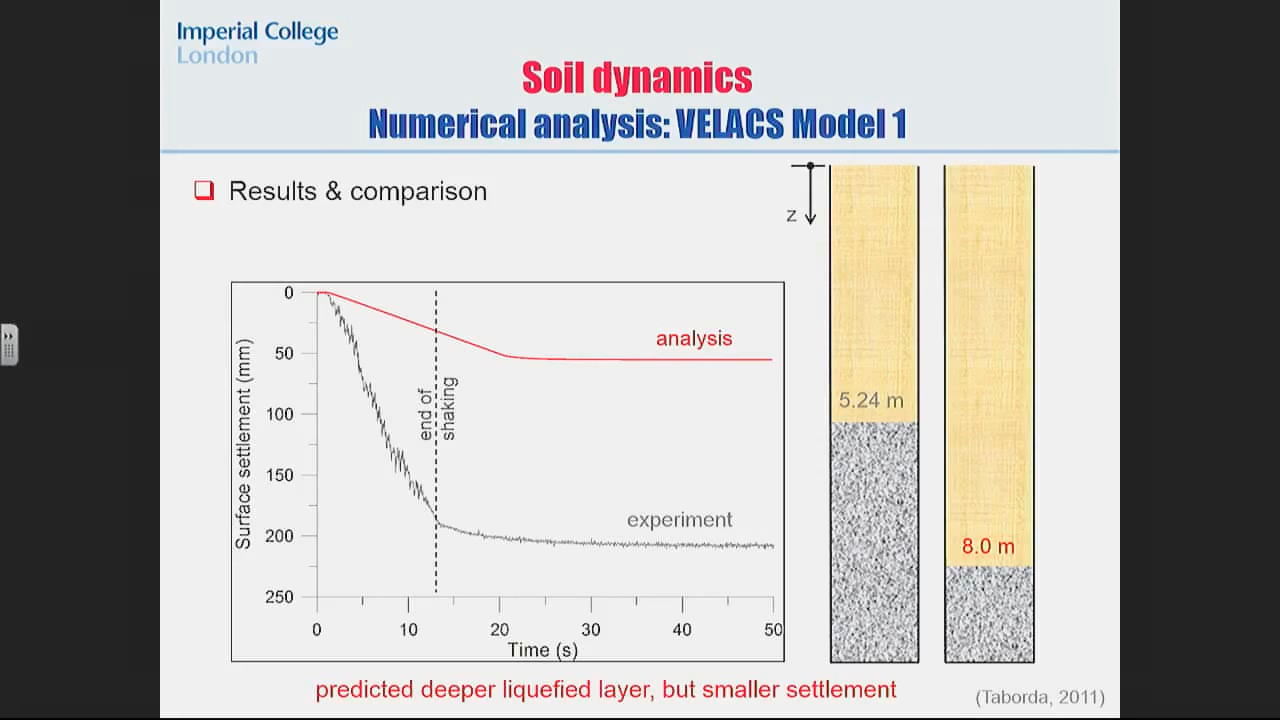 Imperial College
London
Soil dynamics
Numerical analysis: VELACS Model 1
Results & comparison
z
0
50
100
150
200
250
Surface settlement (mm)
analysis
end of
shaking
experiment
0
10
20
30
40
50
Time (s)
5.24 m
8.0 m
predicted deeper liquefied layer, but smaller settlement
(Taborda, 2011)